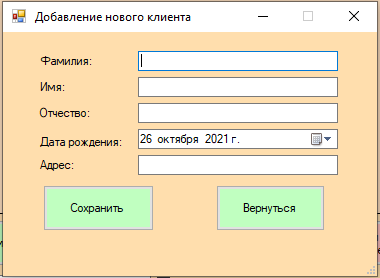 Добавление нового клиента
Фамилия:
Имя:
Отчество:
Дата рождения: 26 октября 2021 г.
Адрес:
Сохранить Вернуться